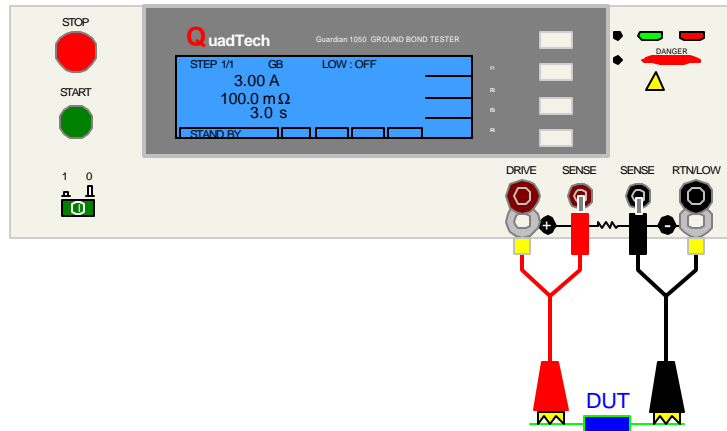 STOP
START
1 0
QuadTech Guardian 1050 GROUND BOND TESTER
STEP 1/1 GB LOW : OFF
3.00 A
100.0 mΩ
3.0 s
STAND BY
DANGER
DRIVE SENSE SENSE RTN/LOW
+ -
DUT